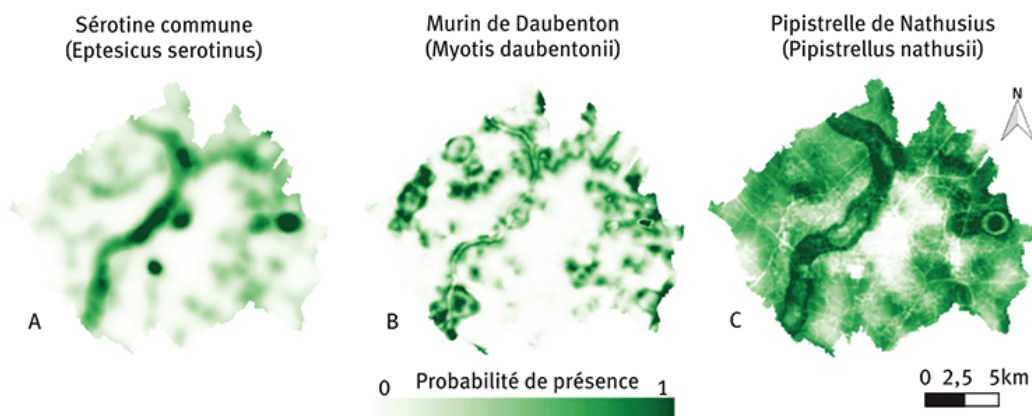 Sérotine commune
(Eptesicus serotinus)
Murin de Daubenton
(Myotis daubentonii)
Pipistrelle de Nathusius
(Pipistrellus nathusii)
N
A
B
C
0 Probabilité de présence 1
0 2,5 5km